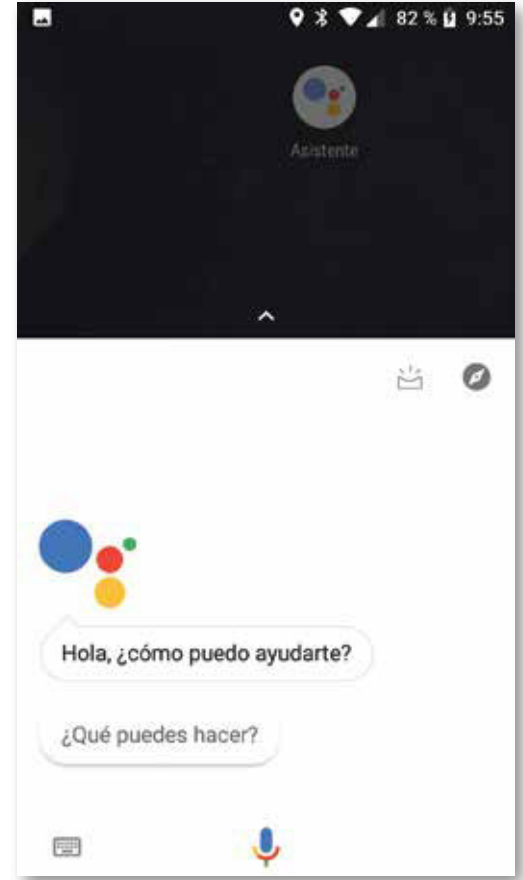 82 % 9:55
Asistente
Hola, ¿cómo puedo ayudarte?
¿Qué puedes hacer?